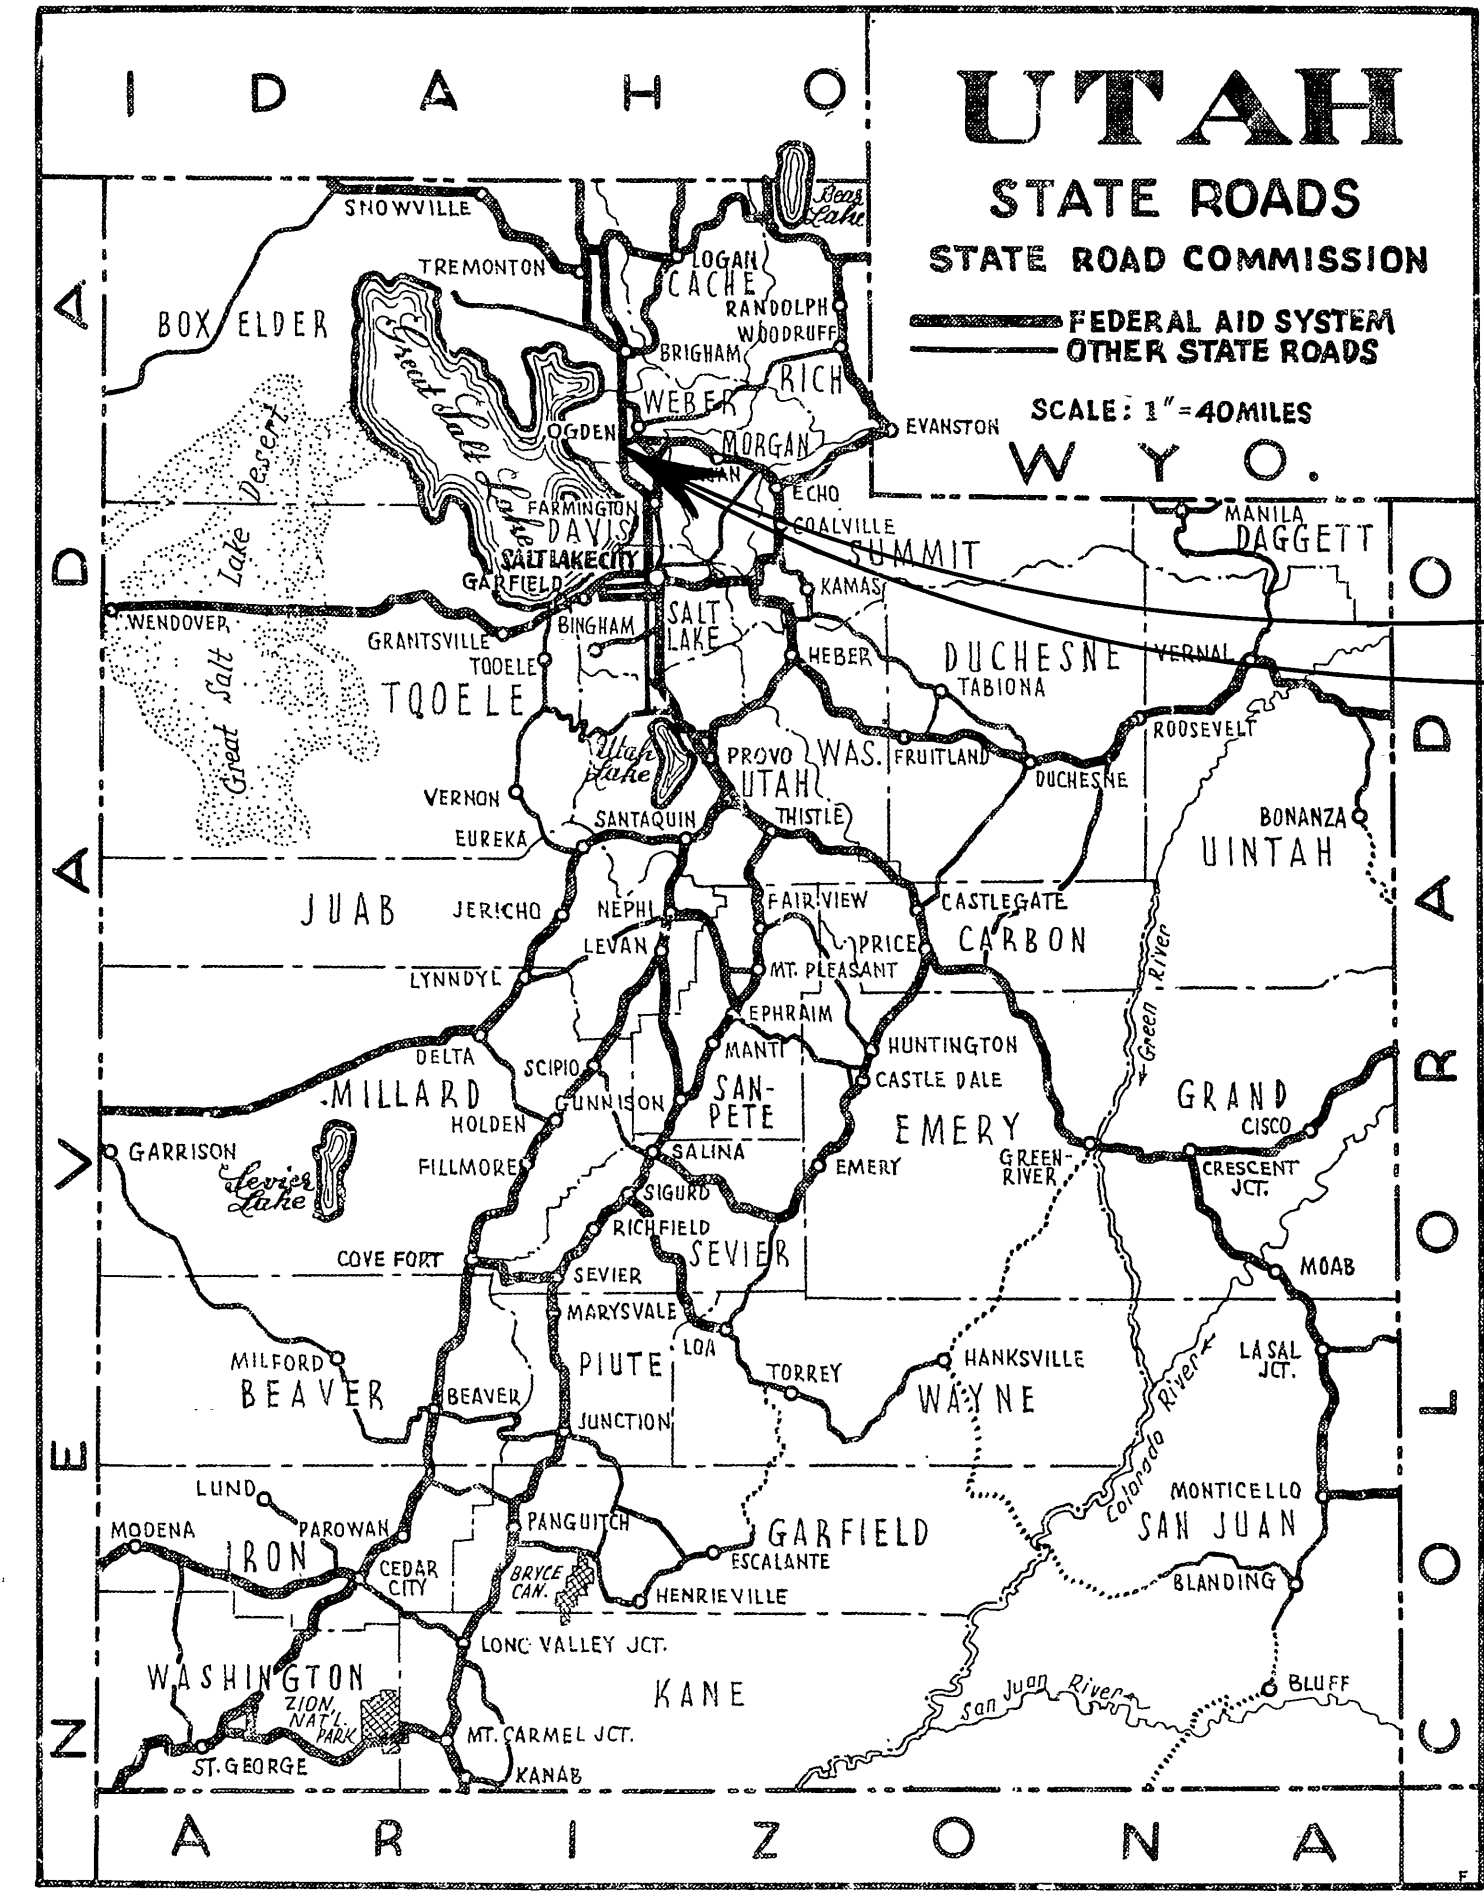 IDAHO
UTAH
STATE ROADS
STATE ROAD COMMISSION
FEDERAL AID SYSTEM
OTHER STATE ROADS
SCALE: 1"=40 MILES
WYO.
NEVADA
COLORADO
ARIZONA
SNOWVILLE
Bear
Lake
TREMONTON
LOGAN
CACHE
RANDOLPH
WOODRUFF
BOX ELDER
Great Salt Lake
BRIGHAM
RICH
WEBER
OGDEN
MORGAN
EVANSTON
ECHO
Great Salt Lake Desert
FARMINGTON
DAVIS
COALVILLE
SUMMIT
MANILA
DAGGETT
SALT LAKE CITY
GARFIELD
KAMAS
WENDOVER
BINGHAM
SALT
LAKE
GRANTSVILLE
TOOELE
HEBER
DUCHESNE
VERNAL
TOOELE
TABIONA
Utah
Lake
PROVO
WAS.
FRUITLAND
ROOSEVELT
UTAH
DUCHESNE
VERNON
SANTAQUIN
THISTLE
BONANZA
EUREKA
UINTAH
JUAB
JERICHO
NEPHI
FAIRVIEW
CASTLEGATE
LEVAN
PRICE
CARBON
LYNNDYL
MT. PLEASANT
Green River
EPHRAIM
DELTA
MANTI
HUNTINGTON
SCIPIO
CASTLE DALE
MILLARD
GUNNISON
SAN-
PETE
GRAND
HOLDEN
EMERY
CISCO
GARRISON
FILLMORE
SALINA
EMERY
GREEN-
RIVER
CRESCENT
JCT.
Sevier
Lake
SIGURD
RICHFIELD
SEVIER
COVE FORT
SEVIER
MOAB
MARYSVALE
LOA
MILFORD
PIUTE
HANKSVILLE
LA SAL
JCT.
BEAVER
BEAVER
TORREY
WAYNE
JUNCTION
Colorado River
LUND
MONTICELLO
MODENA
PAROWAN
PANGUITCH
GARFIELD
SAN JUAN
IRON
CEDAR
CITY
BRYCE
CAN.
ESCALANTE
BLANDING
HENRIEVILLE
LONG VALLEY JCT.
WASHINGTON
ZION
NAT'L.
PARK
KANE
San Juan River
BLUFF
MT. CARMEL JCT.
ST. GEORGE
KANAB
F